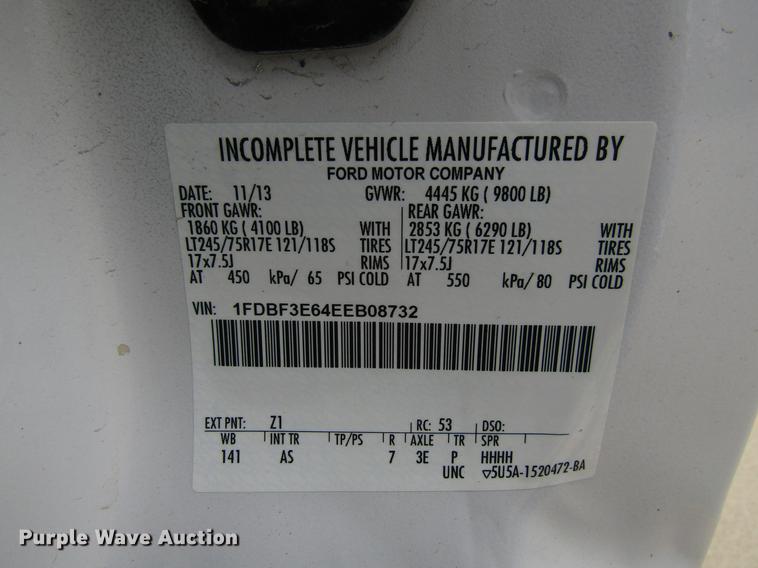 INCOMPLETE VEHICLE MANUFACTURED BY
FORD MOTOR COMPANY
DATE: 11/13 GVWR: 4445 KG ( 9800 LB)
FRONT GAWR: REAR GAWR:
1860 KG ( 4100 LB) WITH 2853 KG ( 6290 LB) WITH
LT245/75R17E 121/118S TIRES LT245/75R17E 121/118S TIRES
17x7.5J RIMS 17x7.5J RIMS
AT 450 kPa/ 65 PSI COLD AT 550 kPa/ 80 PSI COLD
VIN: 1FDBF3E64EEB08732
EXT PNT: Z1 RC: 53 DSO:
WB INT TR TP/PS R AXLE TR SPR
141 AS 7 3E P HHHH
UNC ▽5U5A-1520472-BA
Purple Wave Auction